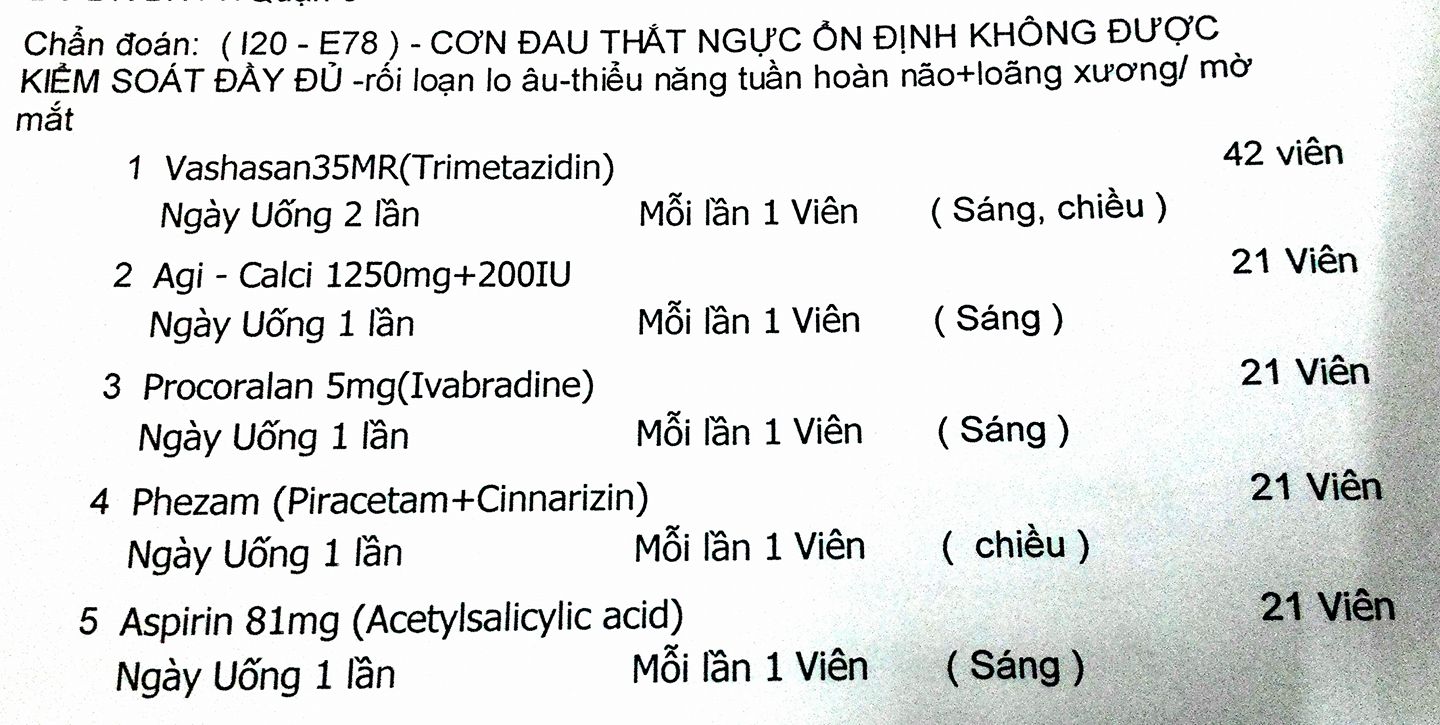 Chẩn đoán: ( I20 - E78 ) - CƠN ĐAU THẮT NGỰC ỔN ĐỊNH KHÔNG ĐƯỢC
KIỂM SOÁT ĐẦY ĐỦ -rối loạn lo âu-thiểu năng tuần hoàn não+loãng xương/ mờ
mắt
1 Vashasan35MR(Trimetazidin) 42 viên
Ngày Uống 2 lần Mỗi lần 1 Viên ( Sáng, chiều )
2 Agi - Calci 1250mg+200IU 21 Viên
Ngày Uống 1 lần Mỗi lần 1 Viên ( Sáng )
3 Procoralan 5mg(Ivabradine) 21 Viên
Ngày Uống 1 lần Mỗi lần 1 Viên ( Sáng )
4 Phezam (Piracetam+Cinnarizin) 21 Viên
Ngày Uống 1 lần Mỗi lần 1 Viên ( chiều )
5 Aspirin 81mg (Acetylsalicylic acid) 21 Viên
Ngày Uống 1 lần Mỗi lần 1 Viên ( Sáng )